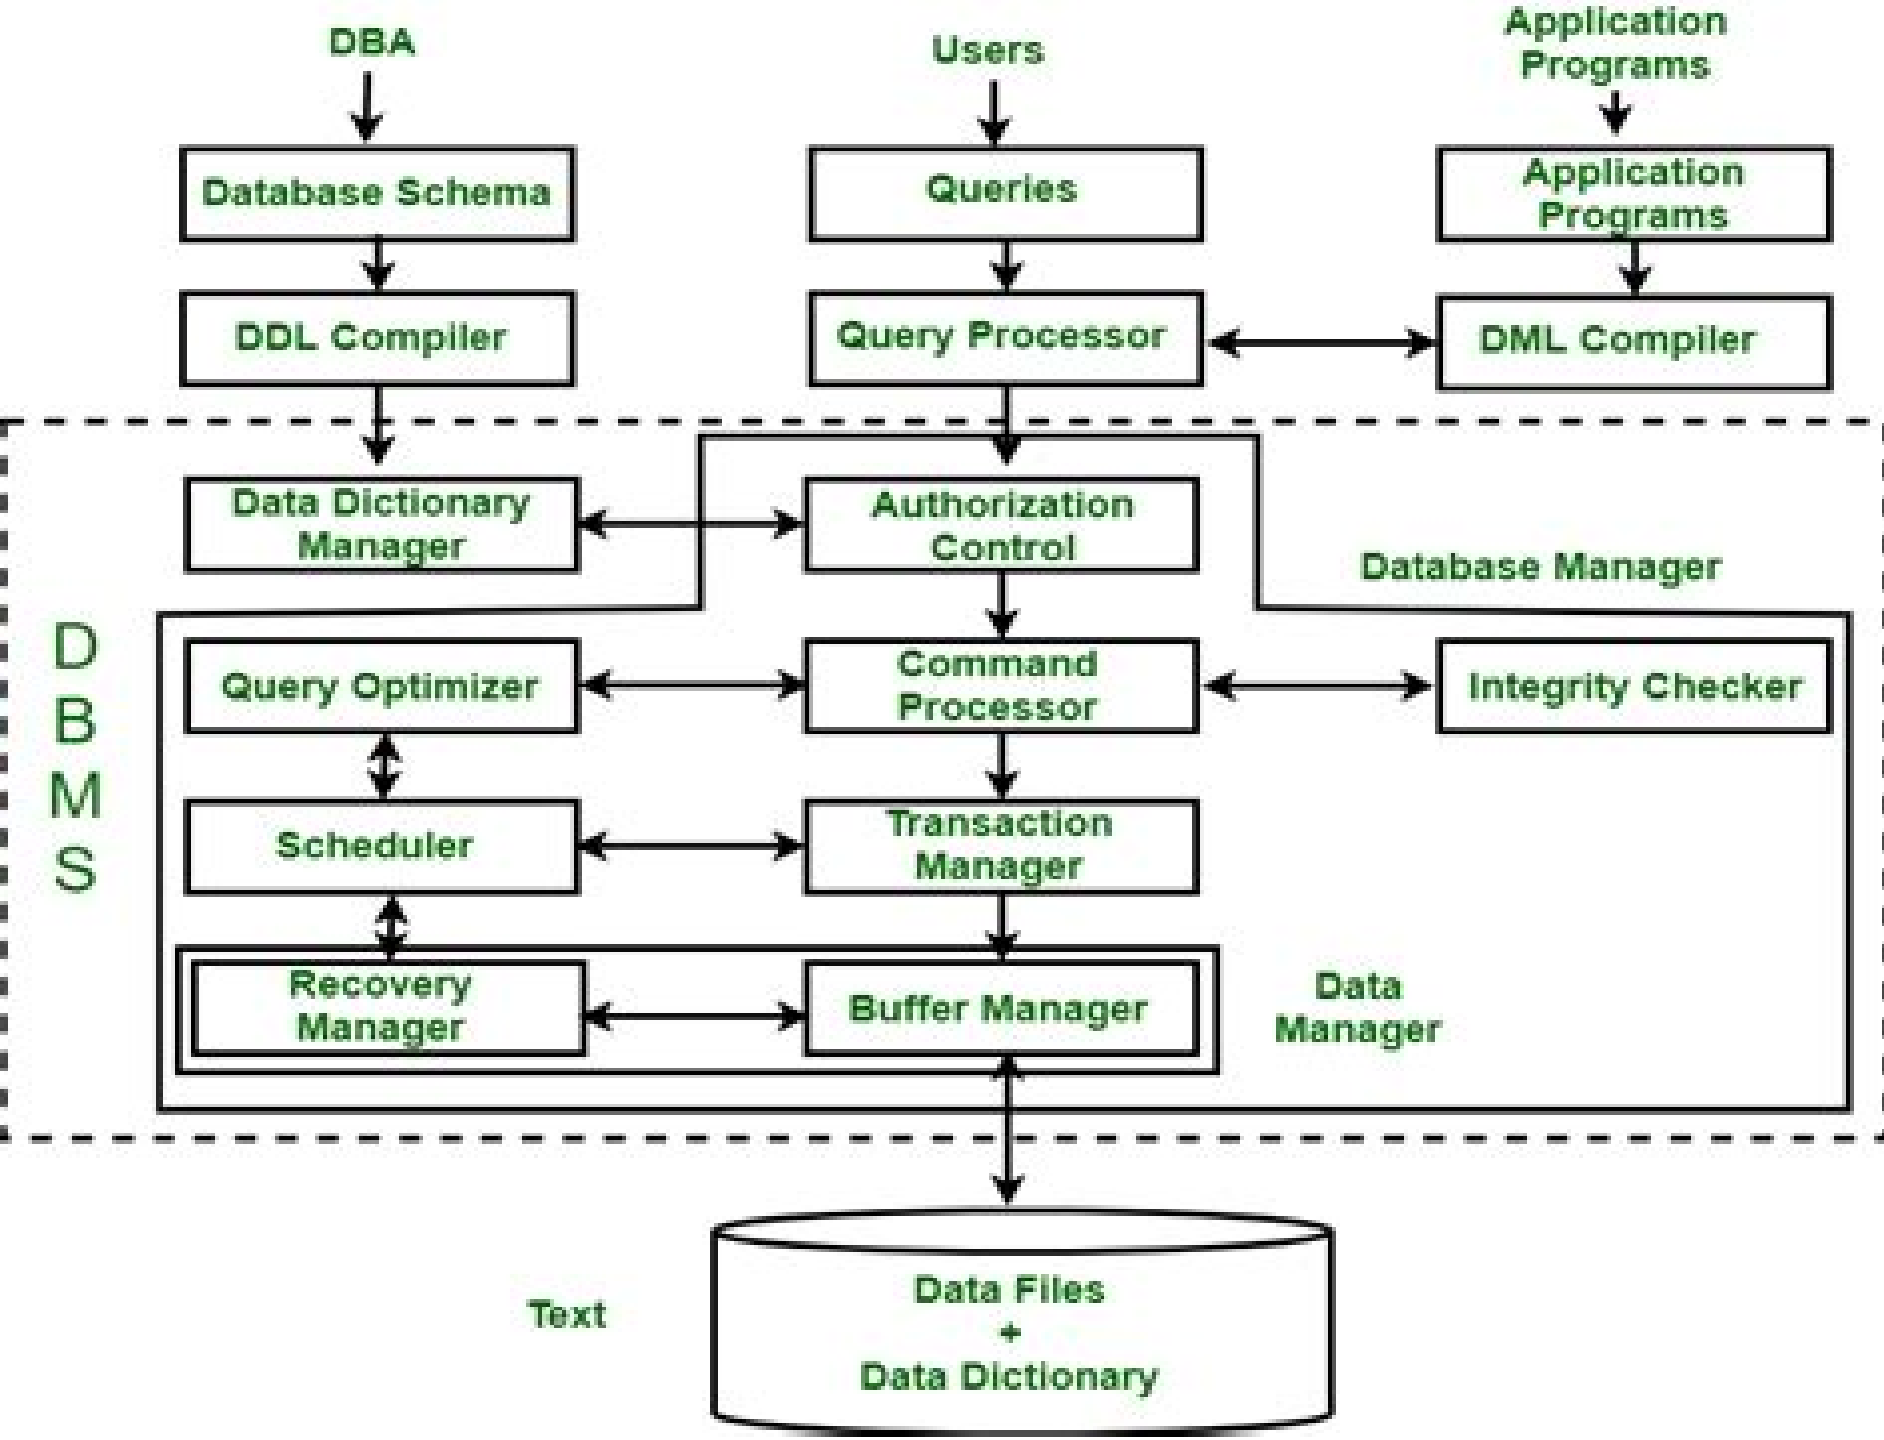 DBA
Users
Application
Programs
Database Schema
Queries
Application
Programs
DDL Compiler
Query Processor
DML Compiler
Data Dictionary
Manager
Authorization
Control
Database Manager
D
B
M
S
Query Optimizer
Command
Processor
Integrity Checker
Scheduler
Transaction
Manager
Recovery
Manager
Buffer Manager
Data
Manager
Text
Data Files
+
Data Dictionary